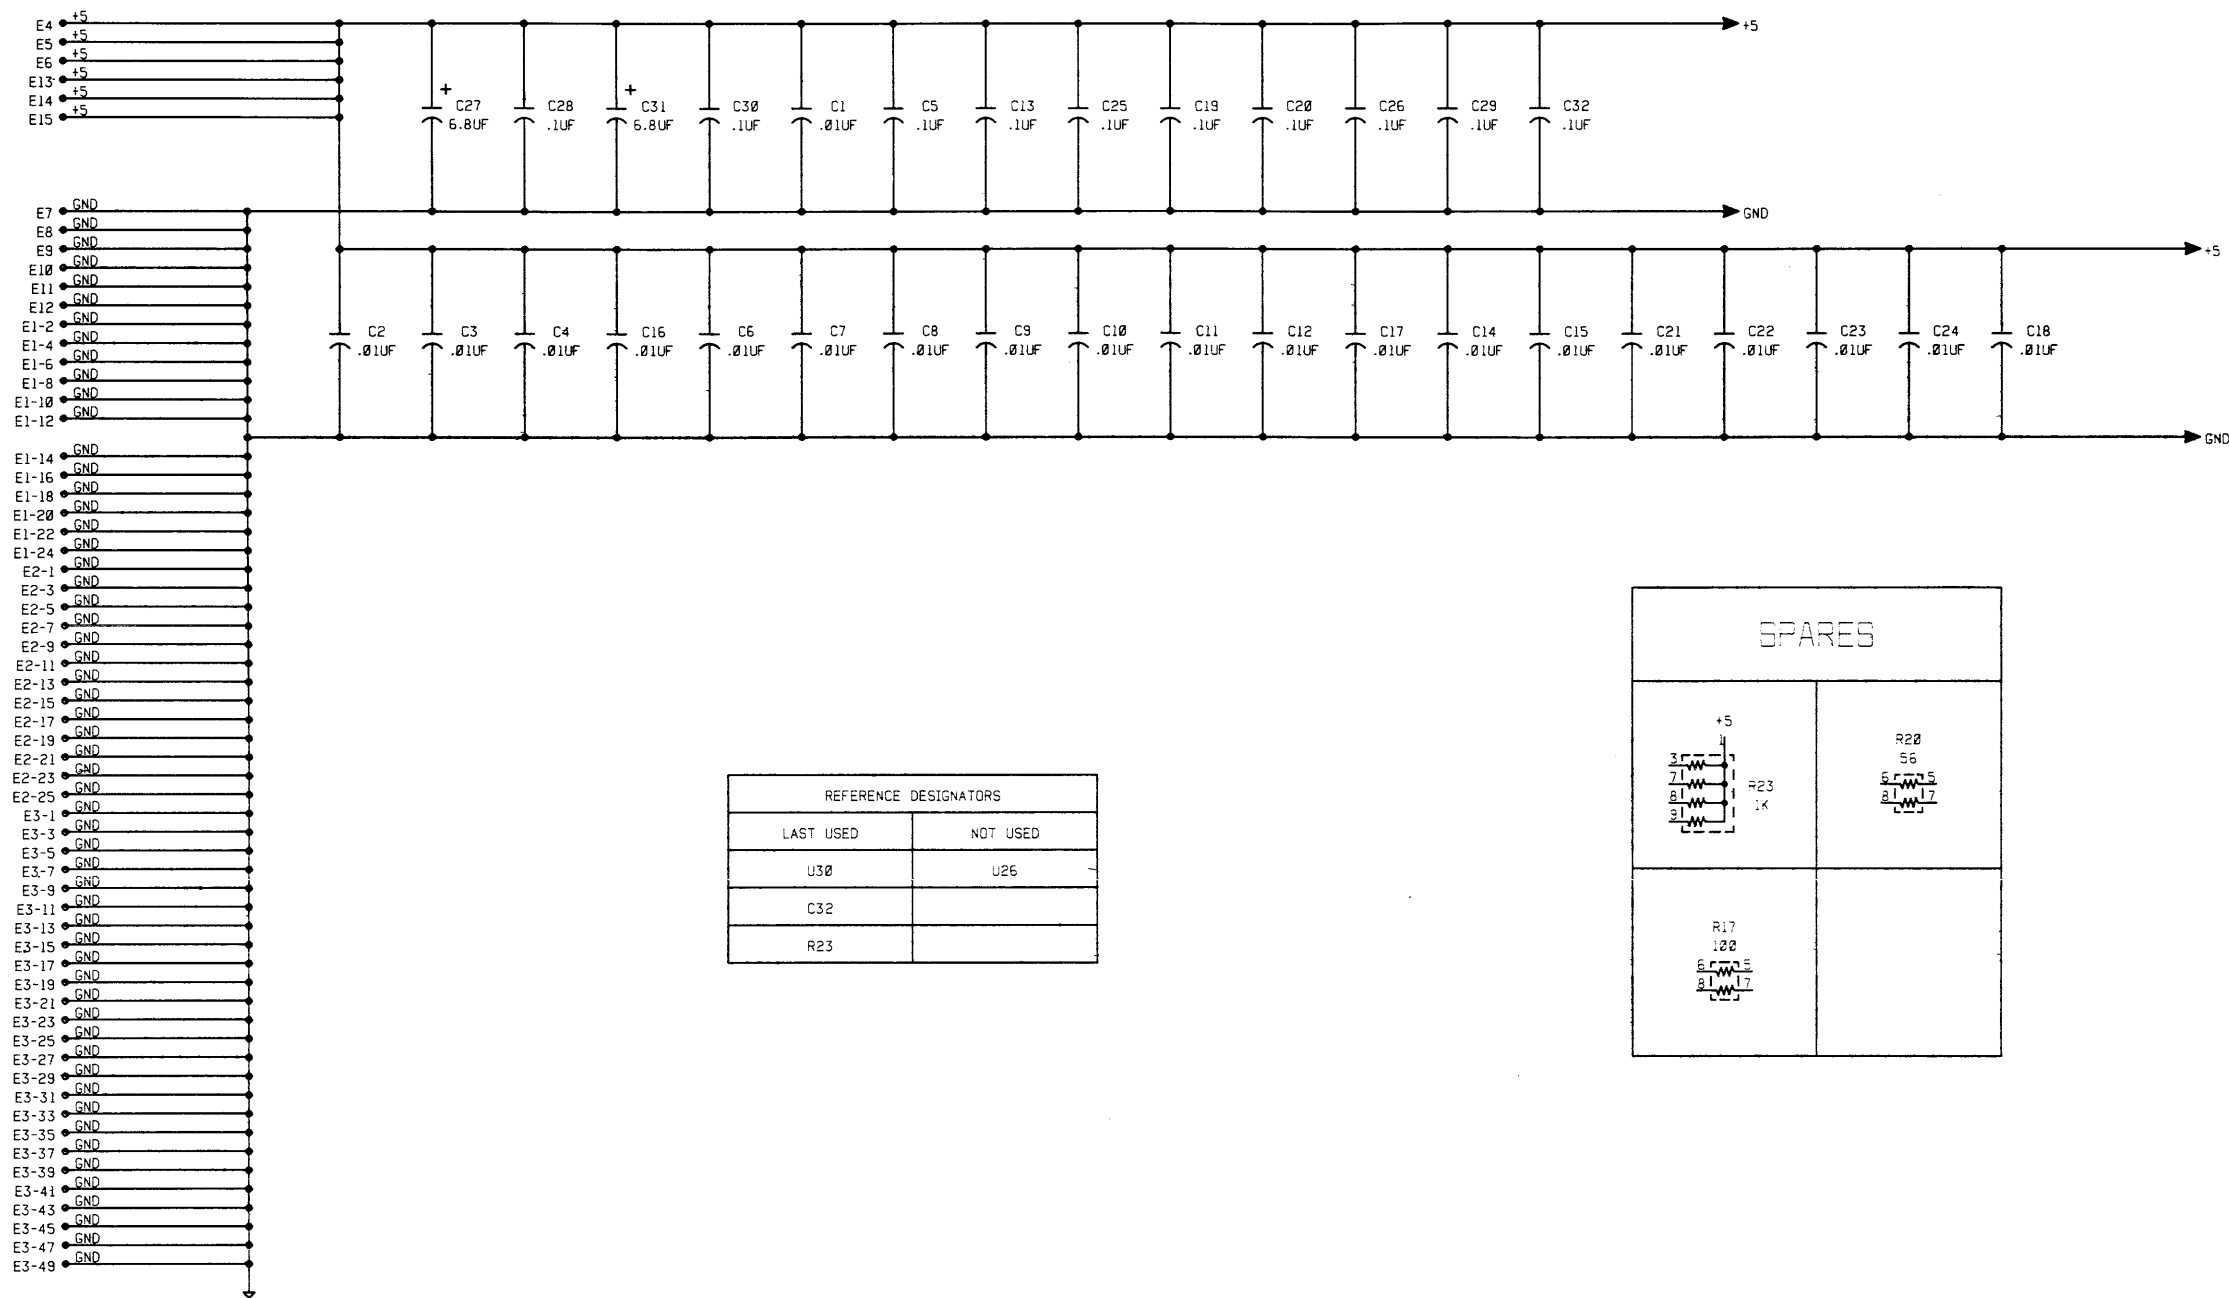 E4 +5 +5
E5 +5
E6 +5
E13 +5
E14 +5
E15 +5
+ C27 C28 + C31 C30 C1 C5 C13 C25 C19 C20 C26 C29 C32
6.8UF .1UF 6.8UF .1UF .01UF .1UF .1UF .1UF .1UF .1UF .1UF .1UF .1UF
E7 GND GND
E8 GND
E9 GND +5
E10 GND
E11 GND
E12 GND
E1-2 GND
E1-4 GND
E1-6 GND
E1-8 GND
E1-10 GND
E1-12 GND
C2 C3 C4 C16 C6 C7 C8 C9 C10 C11 C12 C17 C14 C15 C21 C22 C23 C24 C18
.01UF .01UF .01UF .01UF .01UF .01UF .01UF .01UF .01UF .01UF .01UF .01UF .01UF .01UF .01UF .01UF .01UF .01UF .01UF
GND
E1-14 GND
E1-16 GND
E1-18 GND
E1-20 GND
E1-22 GND
E1-24 GND
E2-1 GND
E2-3 GND
E2-5 GND
E2-7 GND
E2-9 GND
E2-11 GND
E2-13 GND
E2-15 GND
E2-17 GND
E2-19 GND
E2-21 GND
E2-23 GND
E2-25 GND
E3-1 GND
E3-3 GND
E3-5 GND
E3-7 GND
E3-9 GND
E3-11 GND
E3-13 GND
E3-15 GND
E3-17 GND
E3-19 GND
E3-21 GND
E3-23 GND
E3-25 GND
E3-27 GND
E3-29 GND
E3-31 GND
E3-33 GND
E3-35 GND
E3-37 GND
E3-39 GND
E3-41 GND
E3-43 GND
E3-45 GND
E3-47 GND
E3-49 GND
REFERENCE DESIGNATORS
LAST USED NOT USED
U30 U26
C32
R23
SPARES
+5
1
3
7
8
9
R23
1K
R20
56
6 5
8 7
R17
100
6 5
8 7